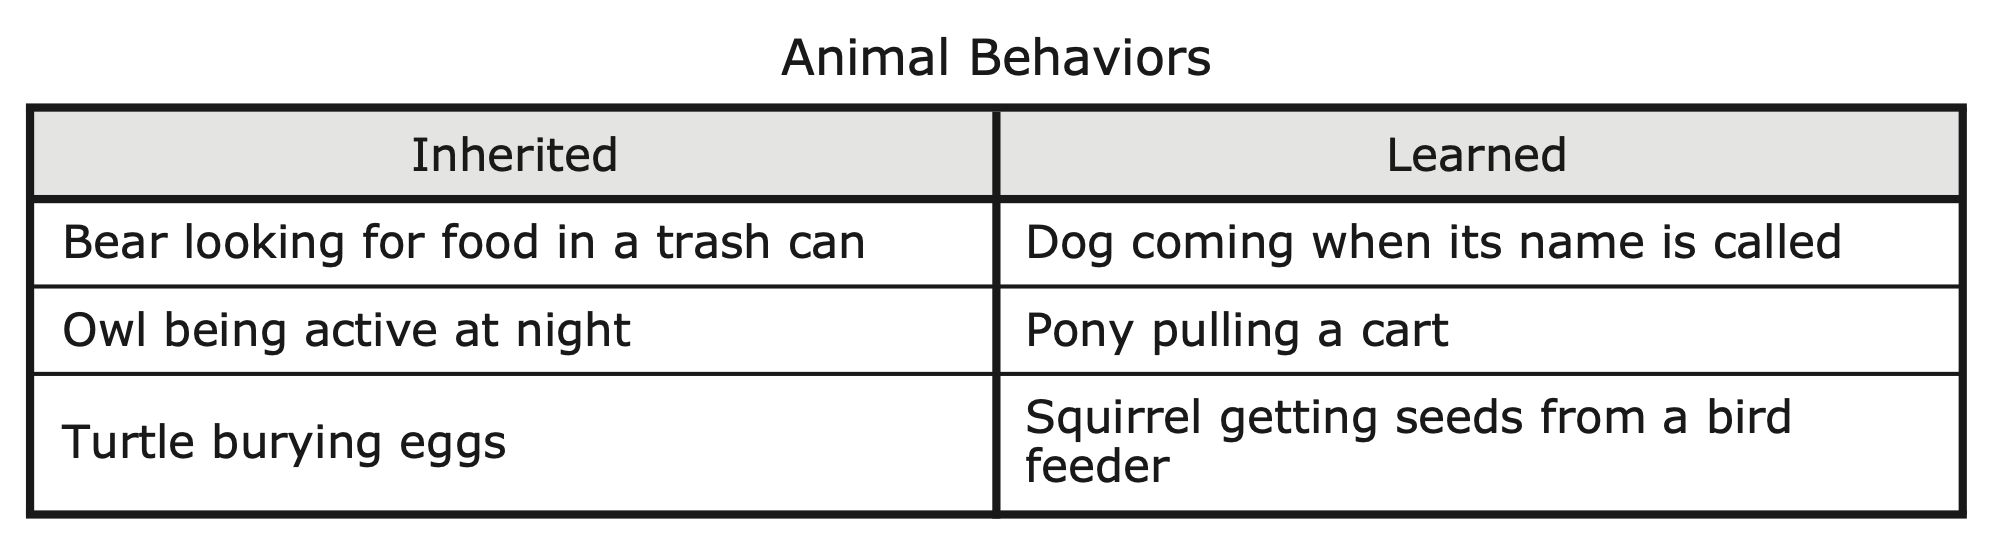 Animal Behaviors
Inherited
Learned
Bear looking for food in a trash can
Dog coming when its name is called
Owl being active at night
Pony pulling a cart
Turtle burying eggs
Squirrel getting seeds from a bird
feeder